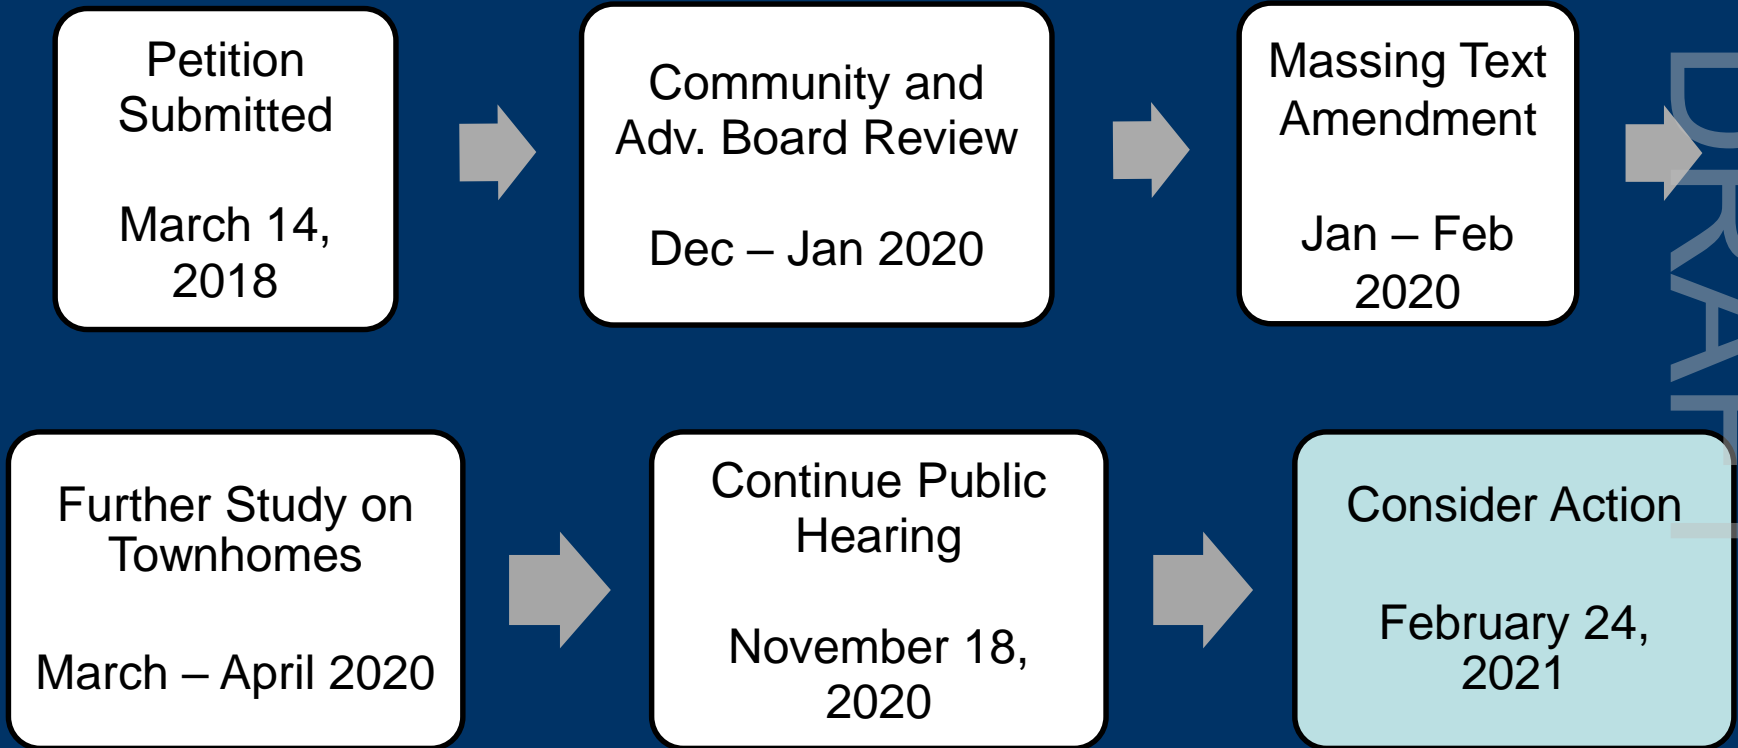 Petition
Submitted
March 14,
2018
Community and
Adv. Board Review
Dec – Jan 2020
Massing Text
Amendment
Jan – Feb
2020
Further Study on
Townhomes
March – April 2020
Continue Public
Hearing
November 18,
2020
Consider Action
February 24,
2021
DRAFT